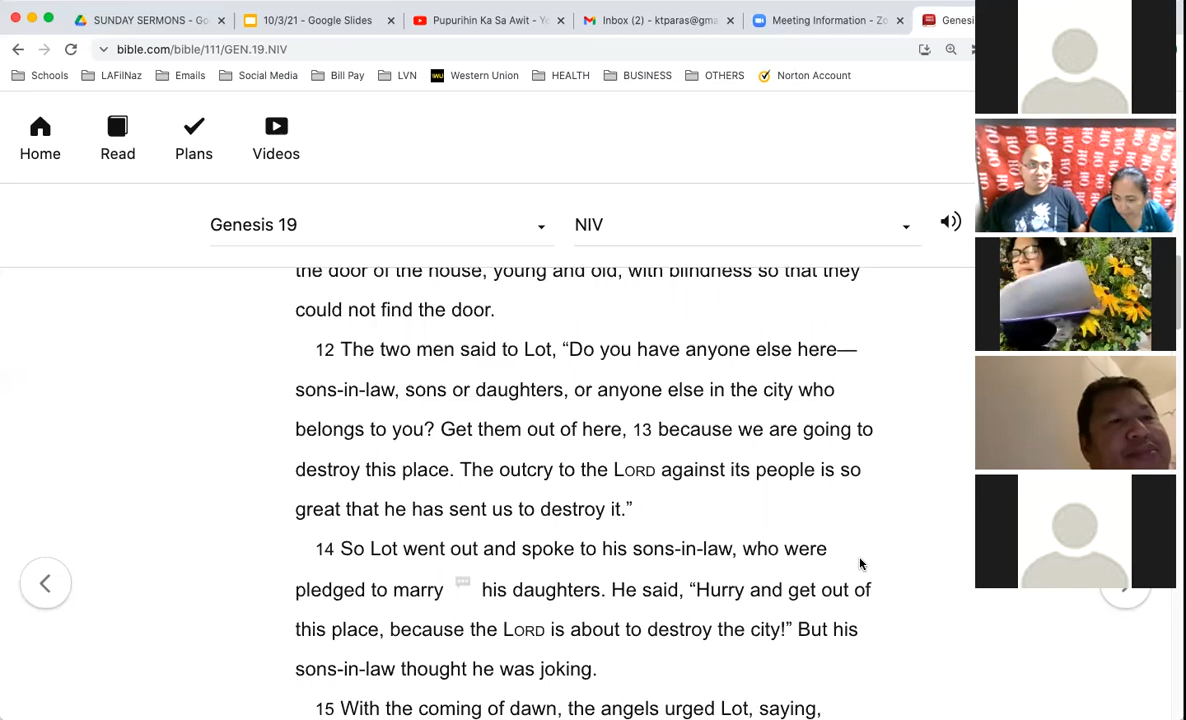 SUNDAY SERMONS - Go
10/3/21 - Google Slides
Pupurihin Ka Sa Awit - Yo
Inbox (2) - ktparas@gma
Meeting Information - Zo
Genesi
bible.com/bible/111/GEN.19.NIV
Schools
LAFilNaz
Emails
Social Media
Bill Pay
LVN
WU
Western Union
HEALTH
BUSINESS
OTHERS
Norton Account
Home
Read
Plans
Videos
Genesis 19
NIV
the door of the house, young and old, with blindness so that they
could not find the door.
12 The two men said to Lot, “Do you have anyone else here—
sons-in-law, sons or daughters, or anyone else in the city who
belongs to you? Get them out of here, 13 because we are going to
destroy this place. The outcry to the LORD against its people is so
great that he has sent us to destroy it.”
14 So Lot went out and spoke to his sons-in-law, who were
pledged to marry his daughters. He said, “Hurry and get out of
this place, because the LORD is about to destroy the city!” But his
sons-in-law thought he was joking.
15 With the coming of dawn, the angels urged Lot, saying,